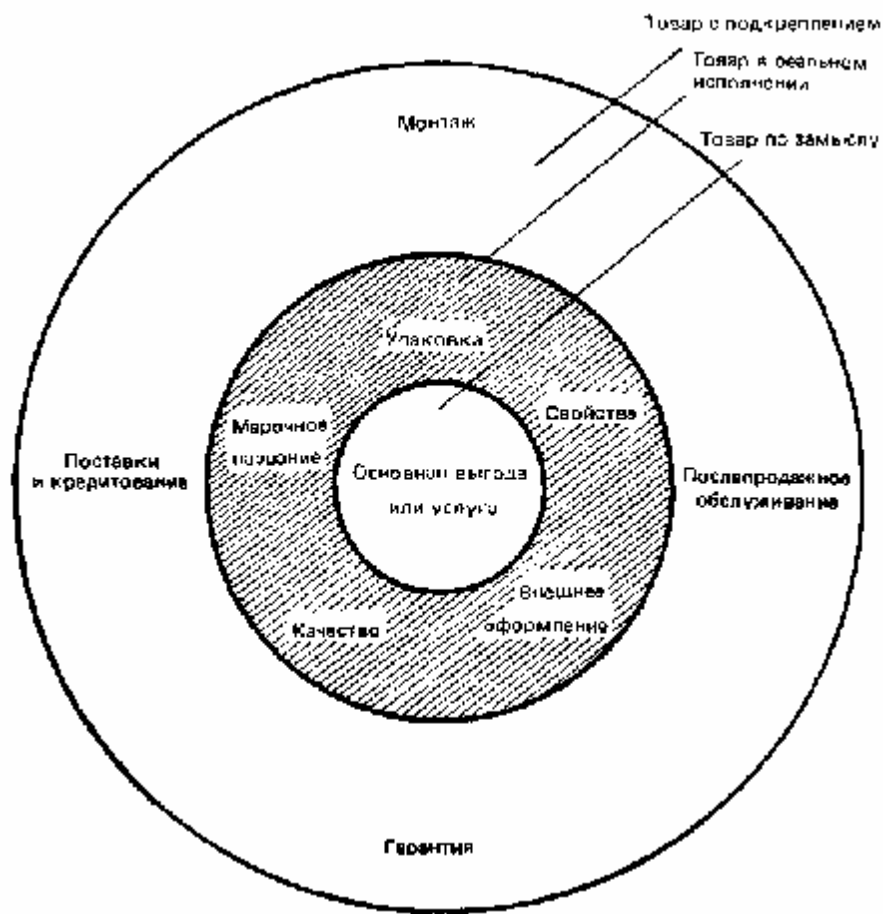 Товар с подкреплением
Товар в реальном
исполнении
Товар по замыслу
Монтаж
Упаковка
Свойства
Марочное
название
Основная выгода
или услуга
Поставки
и кредитование
Послепродажное
обслуживание
Внешнее
оформление
Качество
Гарантия